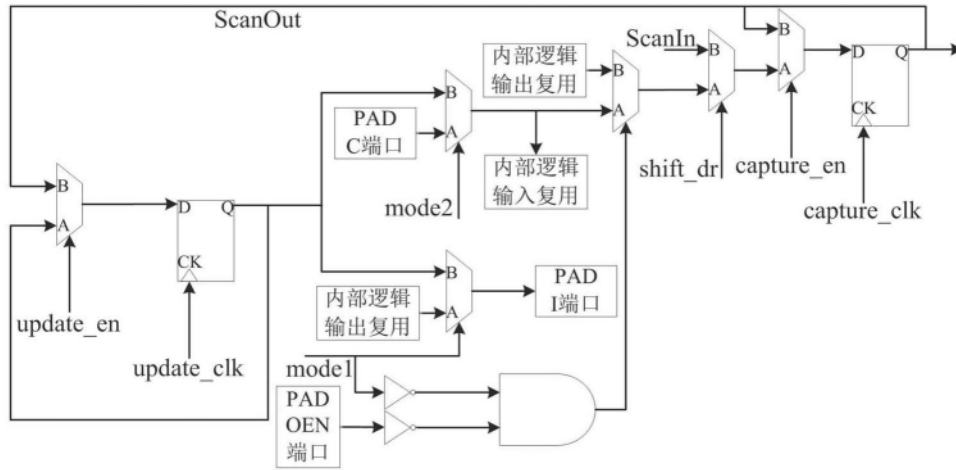 ScanOut
B
A
D
Q
CK
update_en
update_clk
B
A
PAD
C端口
mode2
内部逻辑
输出复用
内部逻辑
输入复用
B
A
ScanIn
B
A
shift_dr
B
A
capture_en
D
Q
CK
capture_clk
B
A
内部逻辑
输出复用
PAD
I端口
mode1
PAD
OEN
端口